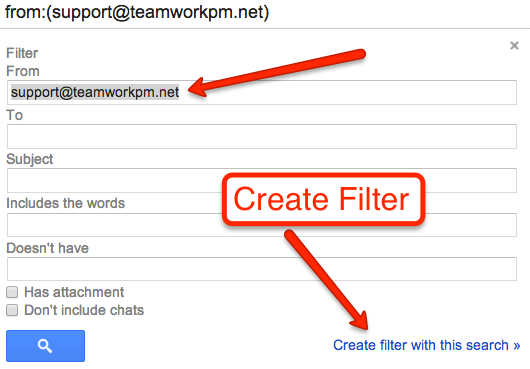 from:(support@teamworkpm.net)
Filter
From
support@teamworkpm.net
To
Subject
Create Filter
Includes the words
Doesn't have
Has attachment
Don't include chats
Create filter with this search »